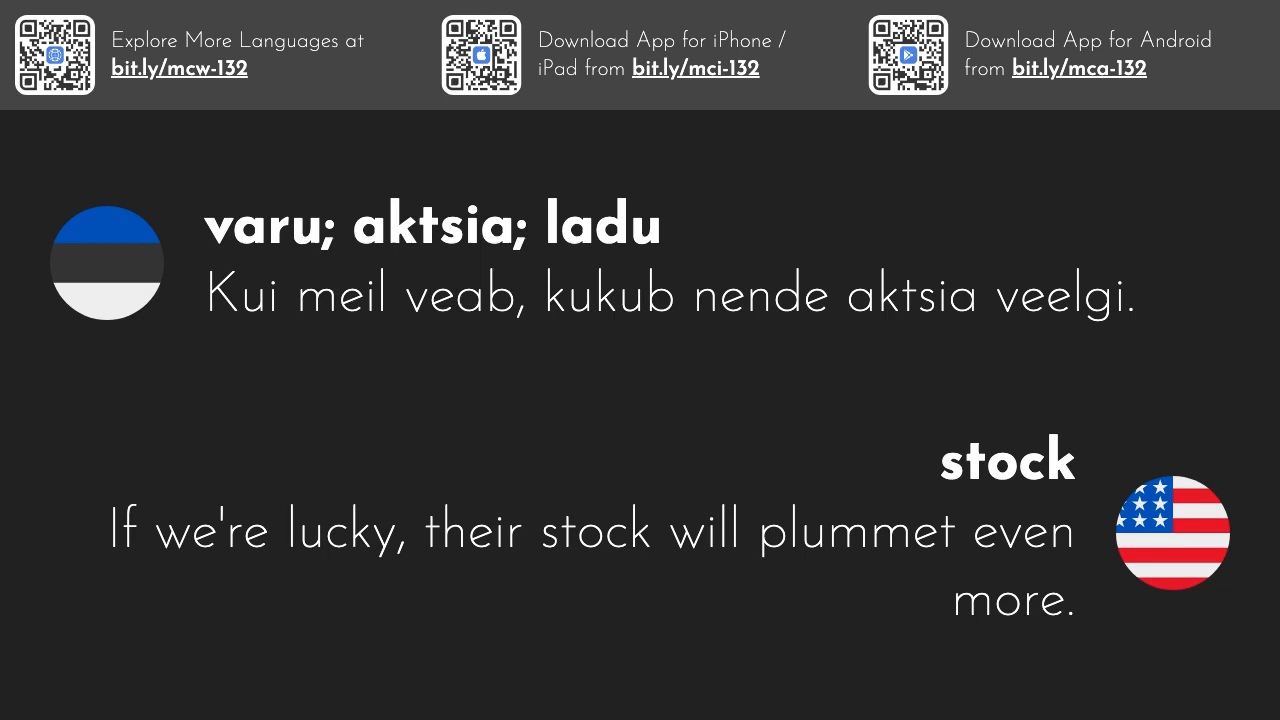 Explore More Languages at
bit.ly/mcw-132
Download App for iPhone /
iPad from bit.ly/mci-132
Download App for Android
from bit.ly/mca-132
varu; aktsia; ladu
Kui meil veab, kukub nende aktsia veelgi.
stock
If we're lucky, their stock will plummet even
more.